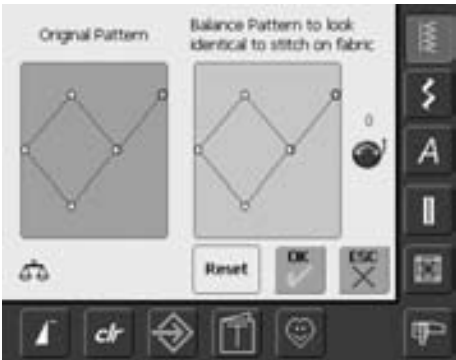 Original Pattern
Balance Pattern to look
identical to stitch on fabric
0
Reset
OK
ESC
A
clr